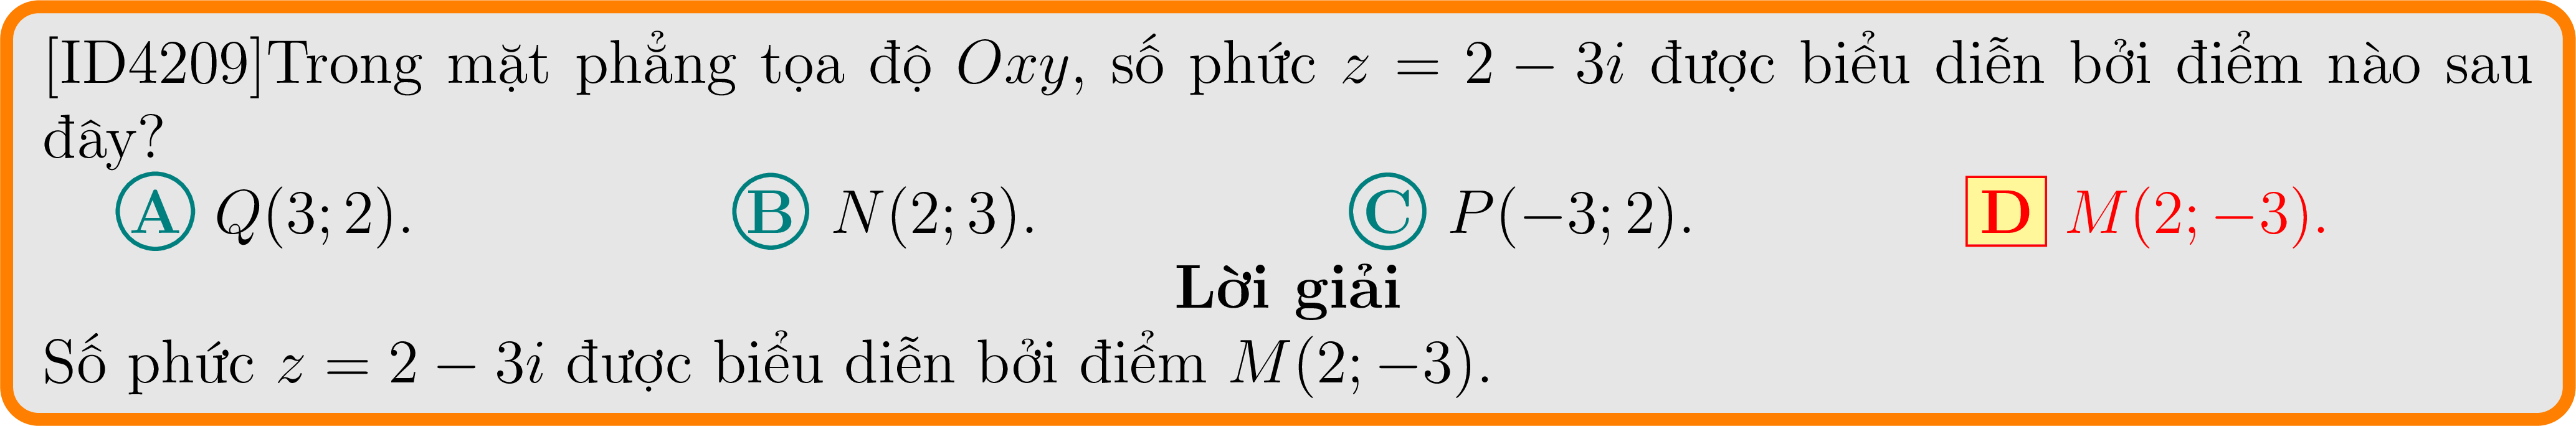 [ID4209]Trong mặt phẳng tọa độ Oxy, số phức z = 2 − 3i được biểu diễn bởi điểm nào sau
đây?
A Q(3; 2). B N(2; 3). C P(−3; 2). D M(2; −3).
Lời giải
Số phức z = 2 − 3i được biểu diễn bởi điểm M(2; −3).